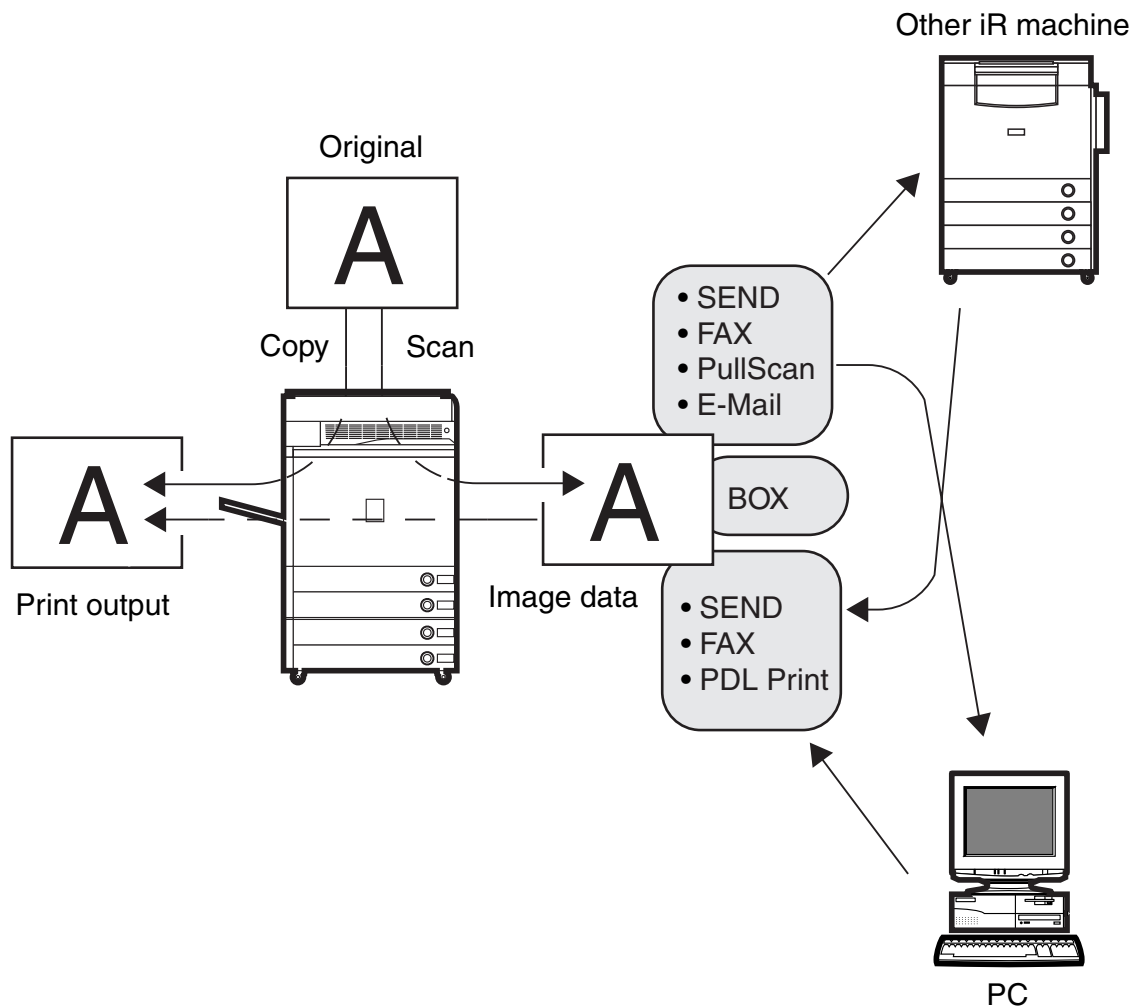 Other iR machine
Original
A
Copy
Scan
• SEND
• FAX
• PullScan
• E-Mail
A
A
BOX
Print output
Image data
• SEND
• FAX
• PDL Print
PC